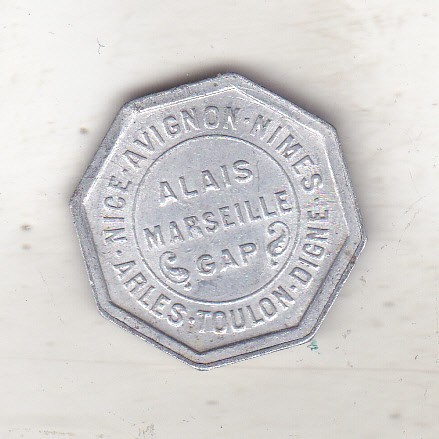 NICE·AVIGNON·NIMES
·ARLES·TOULON·DIGNE·
ALAIS
MARSEILLE
GAP